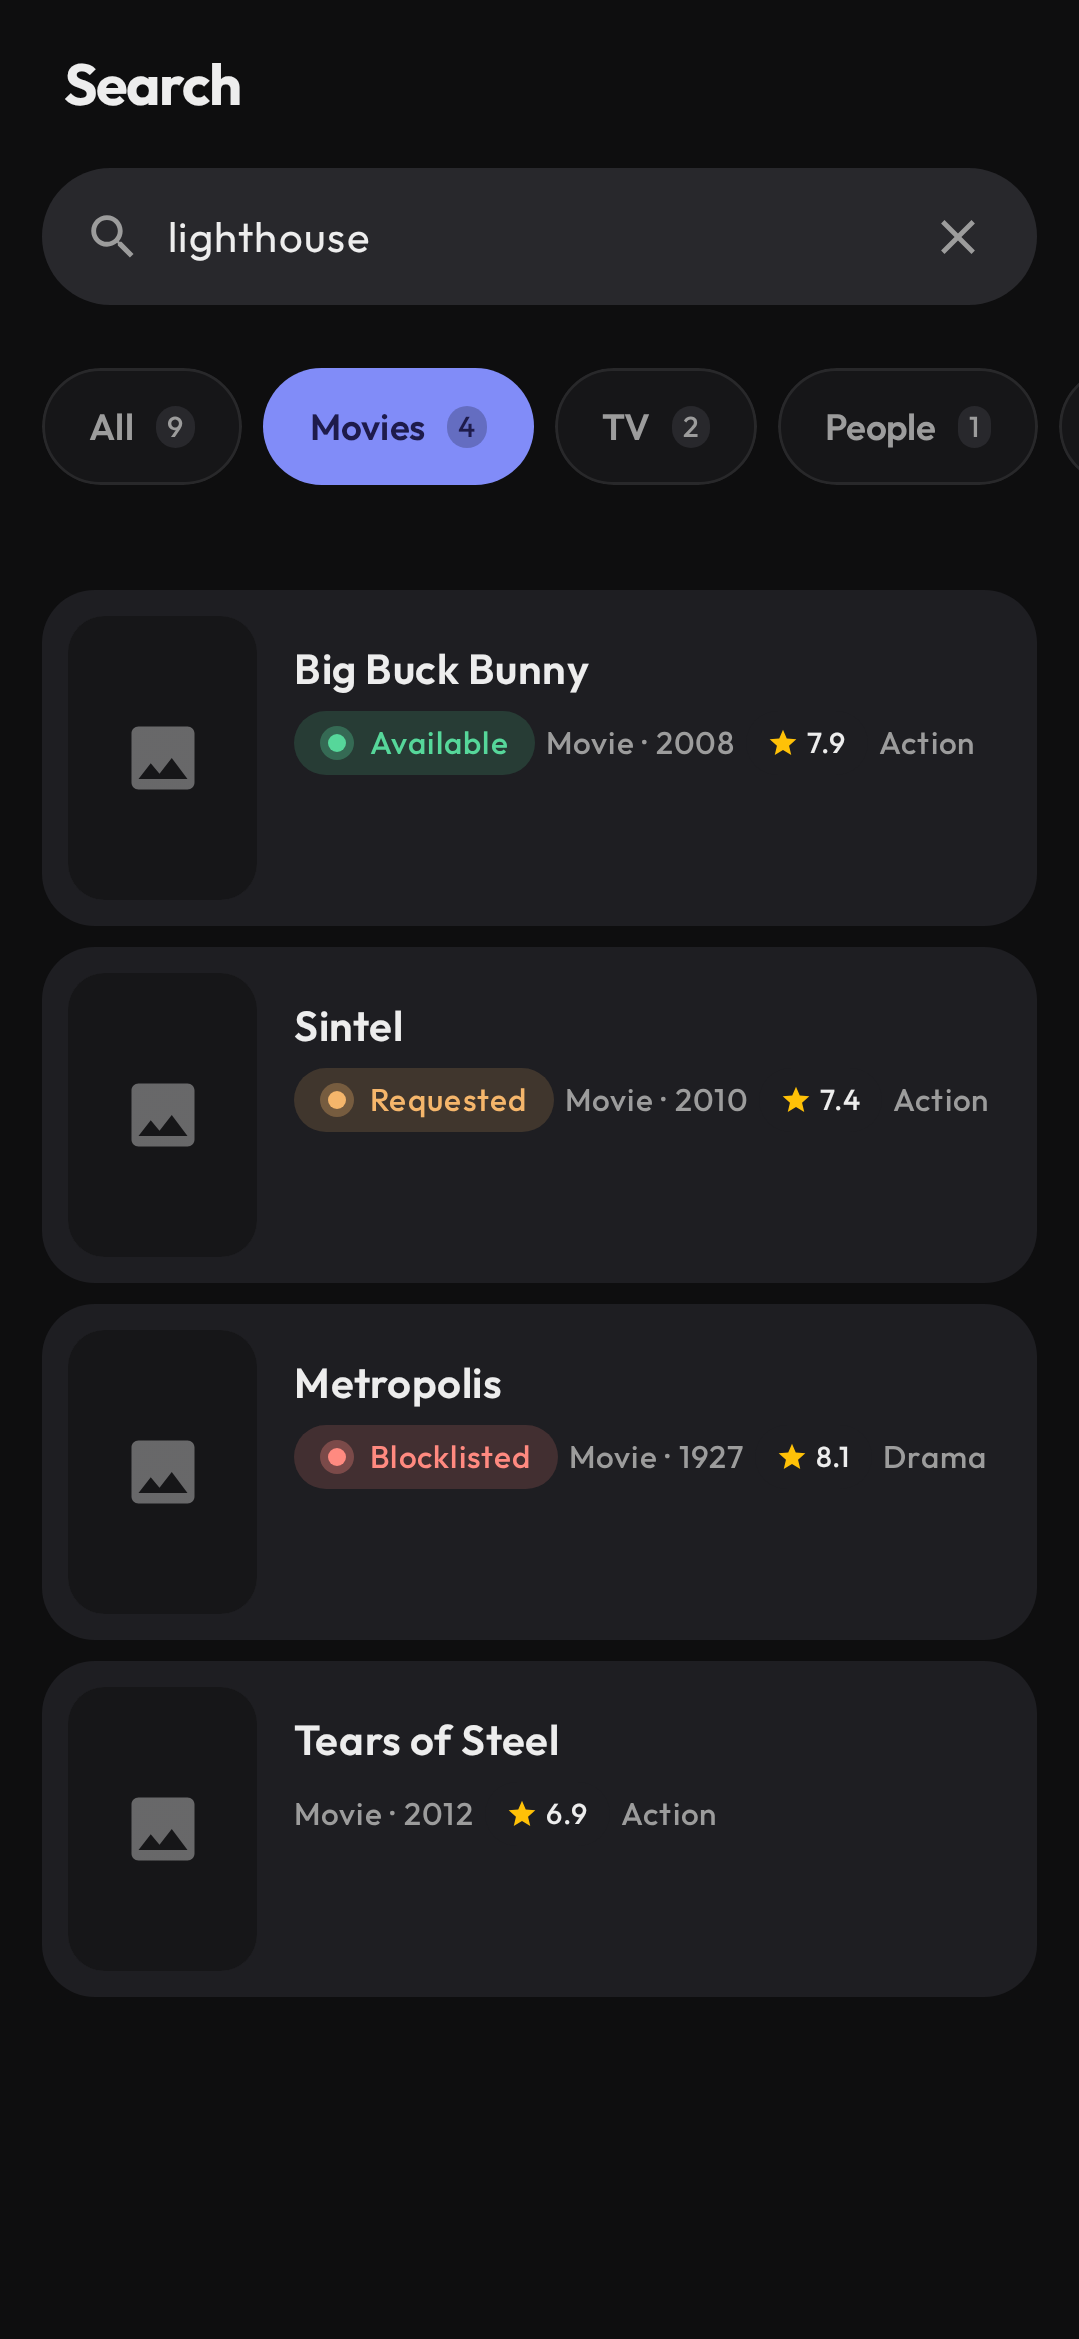 Search
lighthouse
All 9 Movies 4 TV 2 People 1
Big Buck Bunny
Available Movie · 2008 7.9 Action
Sintel
Requested Movie · 2010 7.4 Action
Metropolis
Blocklisted Movie · 1927 8.1 Drama
Tears of Steel
Movie · 2012 6.9 Action